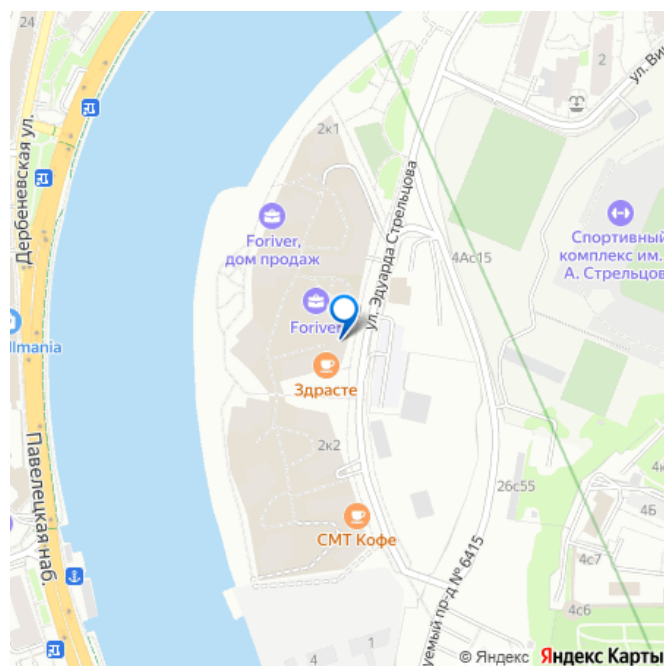 24
2
ул. Ви
Дербеневская ул.
2к1
ул. Эдуарда Стрельцова
Foriver,
дом продаж
4Ас15
Спортивный
комплекс им.
А. Стрельцов
Foriver
llmania
Здрасте
Павелецкая наб.
2к2
26с55
4к
4Б
СМТ Кофе
4с7
уемый пр-д № 6415
4с6
4
1
© Яндекс Яндекс Карты